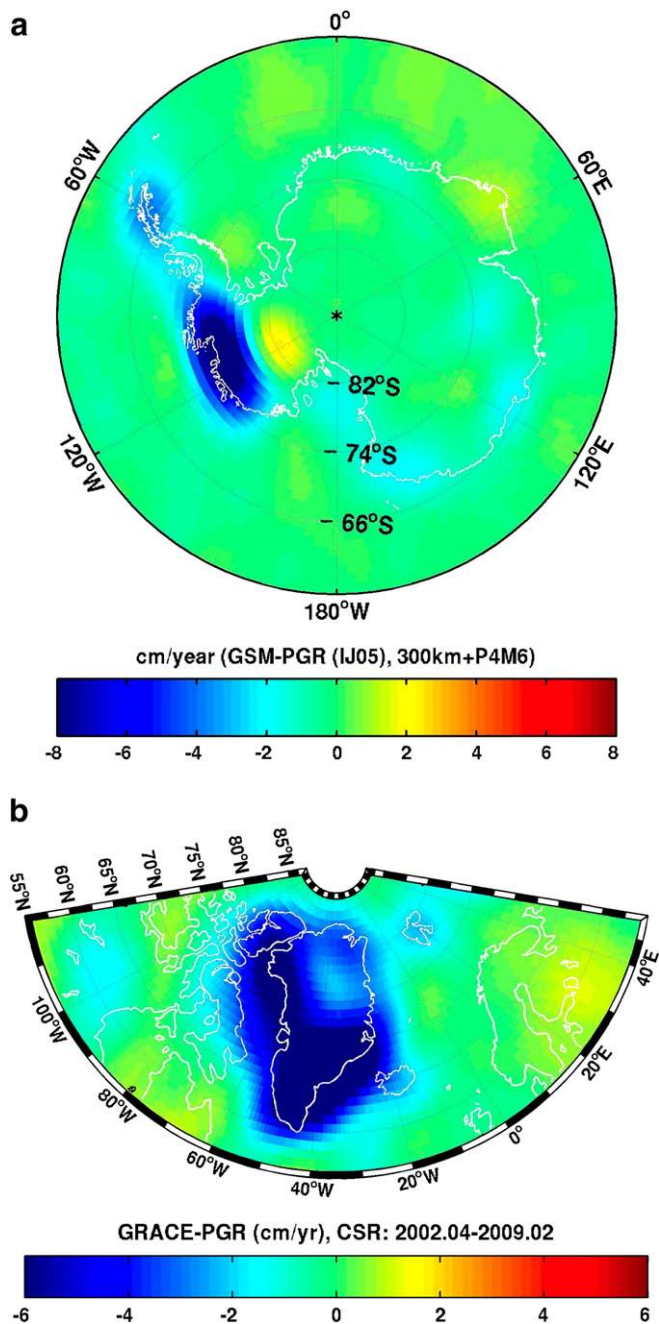 a
0°
60°W
60°E
*
82°S
74°S
66°S
120°W
120°E
180°W
cm/year (GSM-PGR (IJ05), 300km+P4M6)
-8 -6 -4 -2 0 2 4 6 8
b
55°N 60°N 65°N 70°N 75°N 80°N 85°N
100°W 80°W 60°W 40°W 20°W 0° 20°E 40°E
GRACE-PGR (cm/yr), CSR: 2002.04-2009.02
-6 -4 -2 0 2 4 6